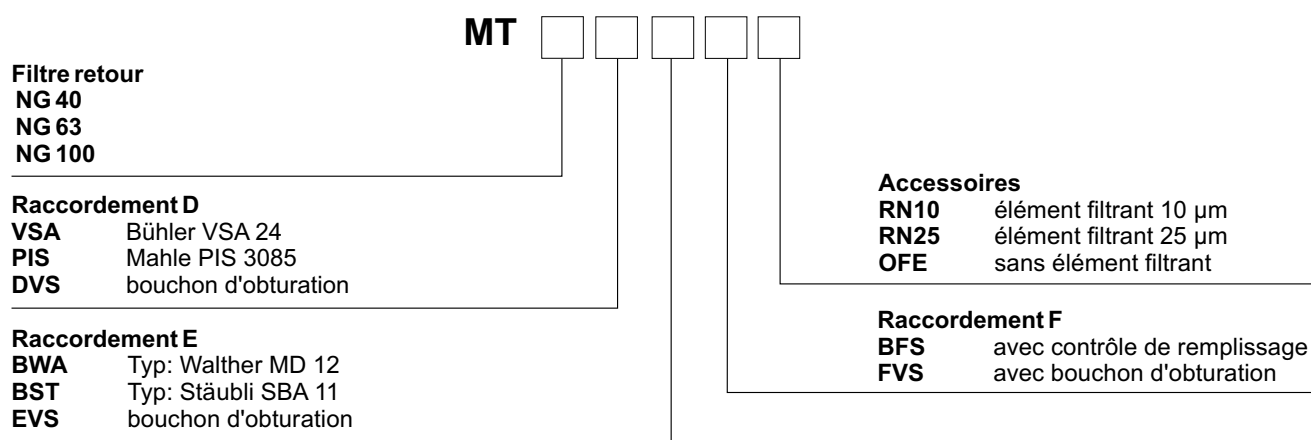 MT
Filtre retour
NG 40
NG 63
NG 100
Raccordement D
VSA Bühler VSA 24
PIS Mahle PIS 3085
DVS bouchon d'obturation
Raccordement E
BWA Typ: Walther MD 12
BST Typ: Stäubli SBA 11
EVS bouchon d'obturation
Accessoires
RN10 élément filtrant 10 µm
RN25 élément filtrant 25 µm
OFE sans élément filtrant
Raccordement F
BFS avec contrôle de remplissage
FVS avec bouchon d'obturation